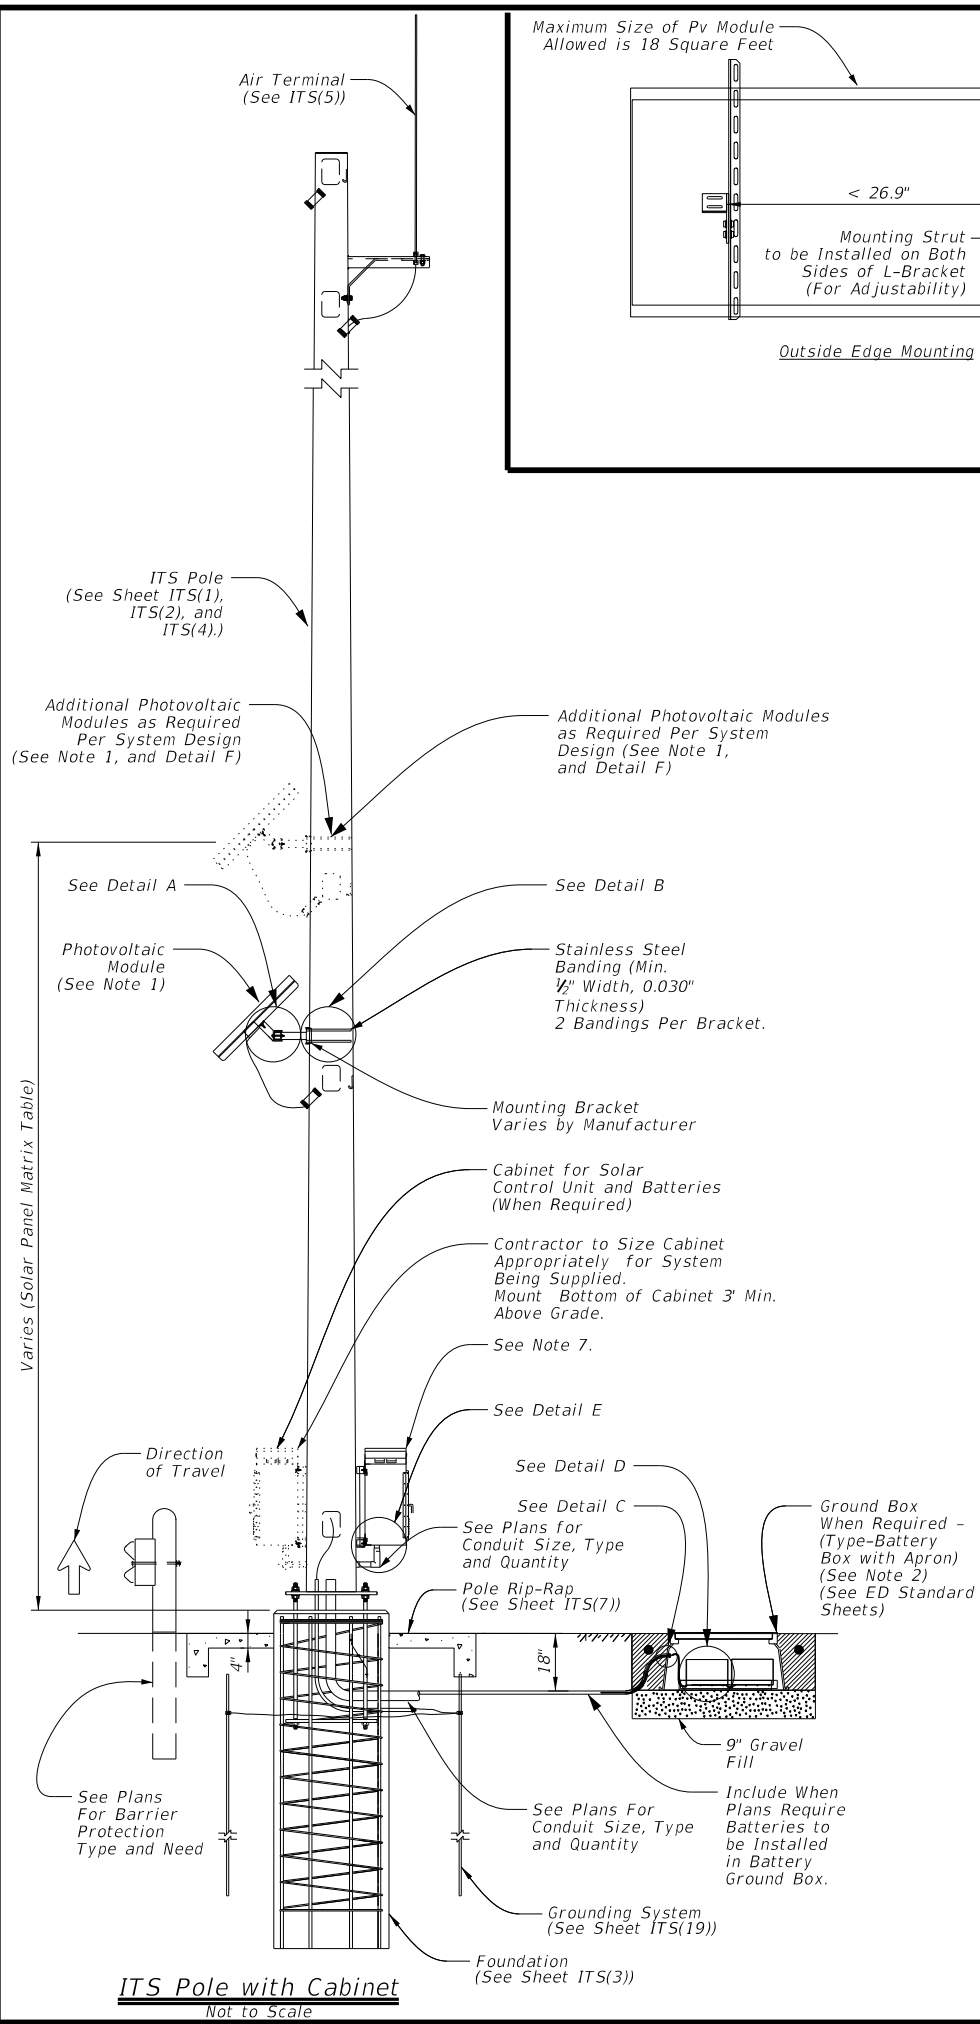 Maximum Size of Pv Module
Allowed is 18 Square Feet
Air Terminal
(See ITS(5))
< 26.9"
Mounting Strut
to be Installed on Both
Sides of L-Bracket
(For Adjustability)
Outside Edge Mounting
ITS Pole
(See Sheet ITS(1),
ITS(2), and
ITS(4).)
Additional Photovoltaic
Modules as Required
Per System Design
(See Note 1, and Detail F)
Additional Photovoltaic Modules
as Required Per System
Design (See Note 1,
and Detail F)
See Detail A
See Detail B
Photovoltaic
Module
(See Note 1)
Stainless Steel
Banding (Min.
1/2" Width, 0.030"
Thickness)
2 Bandings Per Bracket.
Mounting Bracket
Varies by Manufacturer
Varies (Solar Panel Matrix Table)
Cabinet for Solar
Control Unit and Batteries
(When Required)
Contractor to Size Cabinet
Appropriately for System
Being Supplied.
Mount Bottom of Cabinet 3' Min.
Above Grade.
See Note 7.
See Detail E
Direction
of Travel
See Detail D
See Detail C
See Plans for
Conduit Size, Type
and Quantity
Ground Box
When Required -
(Type-Battery
Box with Apron)
(See Note 2)
(See ED Standard
Sheets)
Pole Rip-Rap
(See Sheet ITS(7))
4"
18"
9" Gravel
Fill
See Plans
For Barrier
Protection
Type and Need
See Plans For
Conduit Size, Type
and Quantity
Include When
Plans Require
Batteries to
be Installed
in Battery
Ground Box.
Grounding System
(See Sheet ITS(19))
Foundation
(See Sheet ITS(3))
ITS Pole with Cabinet
Not to Scale